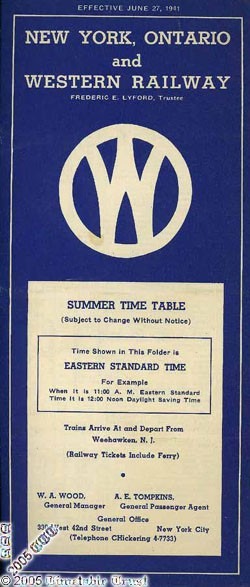 EFFECTIVE JUNE 27, 1941
NEW YORK, ONTARIO
and
WESTERN RAILWAY
FREDERIC E. LYFORD, Trustee
W
SUMMER TIME TABLE
(Subject to Change Without Notice)
Time Shown in This Folder is
EASTERN STANDARD TIME
For Example
When It is 11:00 A. M. Eastern Standard
Time It is 12:00 Noon Daylight Saving Time
Trains Arrive At and Depart From
Weehawken, N. J.
(Railway Tickets Include Ferry)
W. A. WOOD, A. E. TOMPKINS,
General Manager General Passenger Agent
General Office
West 42nd Street New York City
(Telephone CHickering 4-7733)
2005
© 2005